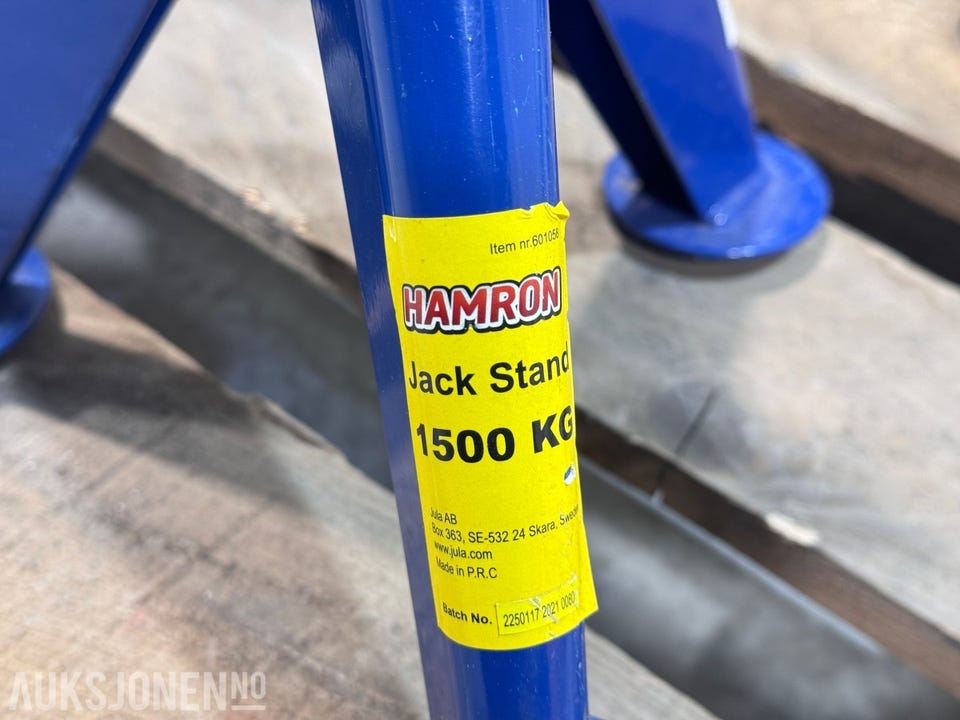 Item nr.601056
HAMRON
Jack Stand
1500 KG
Jula AB
Box 363, SE-532 24 Skara, Sweden
www.jula.com
Made in P.R.C
Batch No. 2250117 2021 0080
AUKSJONEN.NO